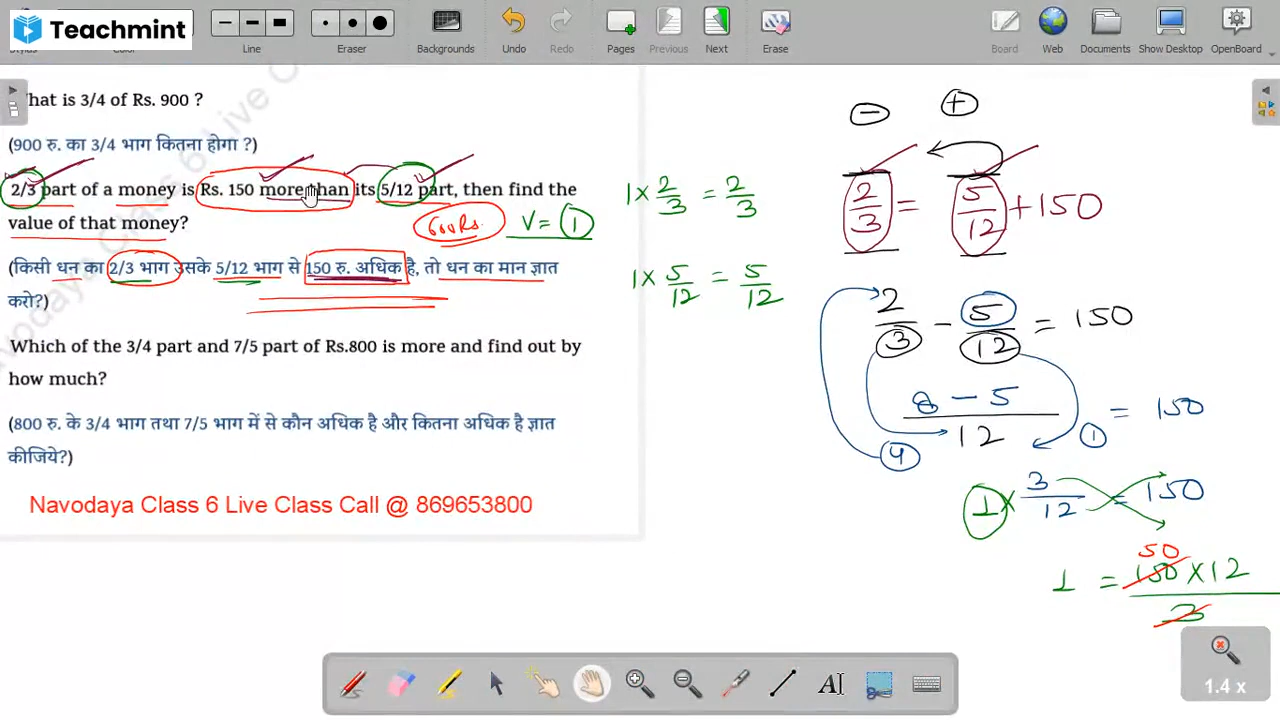 Teachmint
Line
Eraser
Backgrounds
Undo
Redo
Pages
Previous
Next
Erase
Board
Web
Documents
Show Desktop
OpenBoard
hat is 3/4 of Rs. 900 ?
(900 रु. का 3/4 भाग कितना होगा ?)
2/3 part of a money is Rs. 150 more than its 5/12 part, then find the
value of that money?
600 Rs.
V = 1
(किसी धन का 2/3 भाग उसके 5/12 भाग से 150 रु. अधिक है, तो धन का मान ज्ञात
करो?)
Which of the 3/4 part and 7/5 part of Rs.800 is more and find out by
how much?
(800 रु. के 3/4 भाग तथा 7/5 भाग में से कौन अधिक है और कितना अधिक है ज्ञात
कीजिये?)
Navodaya Class 6 Live Class Call @ 869653800
1 × 2/3 = 2/3
1 × 5/12 = 5/12
− +
2/3 = 5/12 + 150
2/3 − 5/12 = 150
8 − 5 / 12 = 150
4
1
1 × 3/12 = 150
50
1 = 150 × 12 / 3
1.4 x